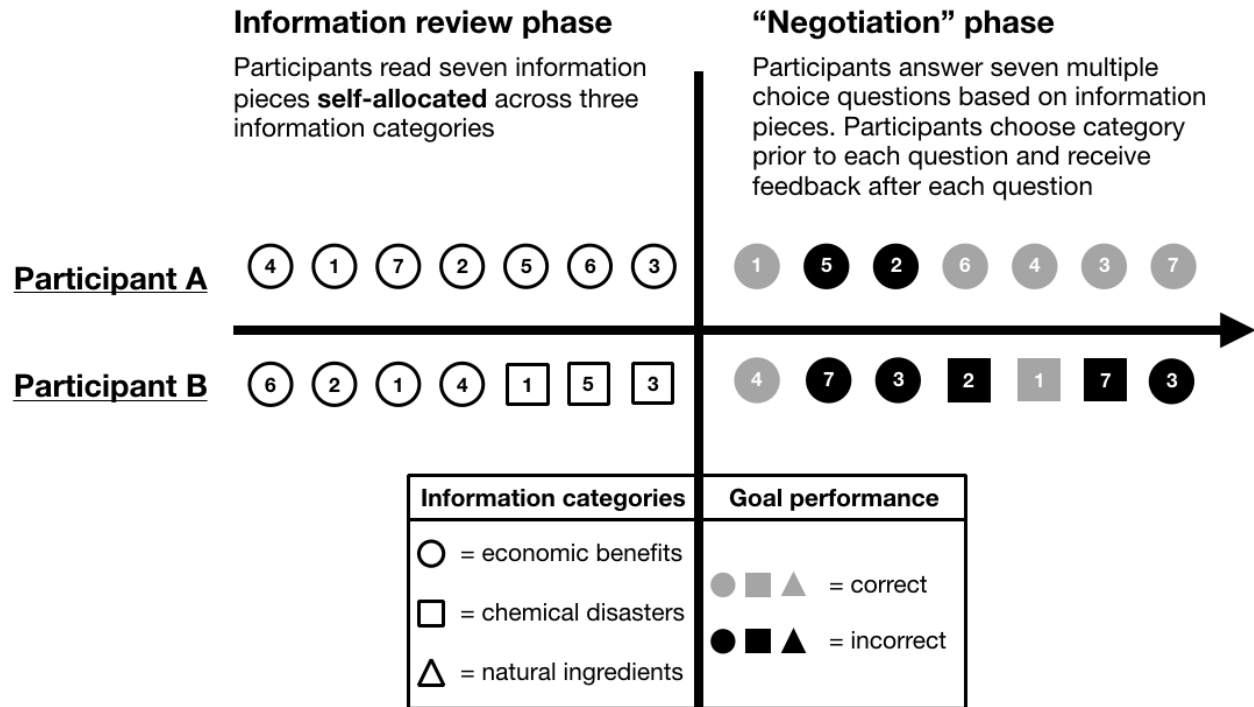 Information review phase
Participants read seven information
pieces self-allocated across three
information categories
“Negotiation” phase
Participants answer seven multiple
choice questions based on information
pieces. Participants choose category
prior to each question and receive
feedback after each question
Participant A
4 1 7 2 5 6 3
1 5 2 6 4 3 7
Participant B
6 2 1 4 1 5 3
4 7 3 2 1 7 3
Information categories
= economic benefits
= chemical disasters
= natural ingredients
Goal performance
= correct
= incorrect